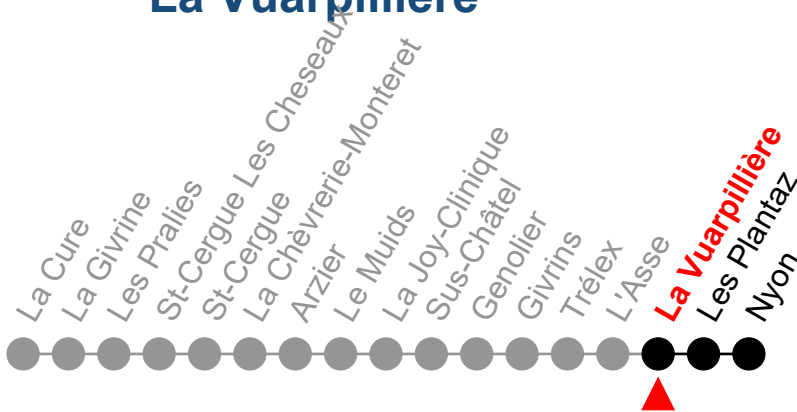 La Vuarpillière
La Cure
La Givrine
Les Pralies
St-Cergue Les Cheseaux
St-Cergue
La Chèvrerie-Monteret
Arzier
Le Muids
La Joy-Clinique
Sus-Châtel
Genolier
Givrins
Trélex
L'Asse
La Vuarpillière
Les Plantaz
Nyon